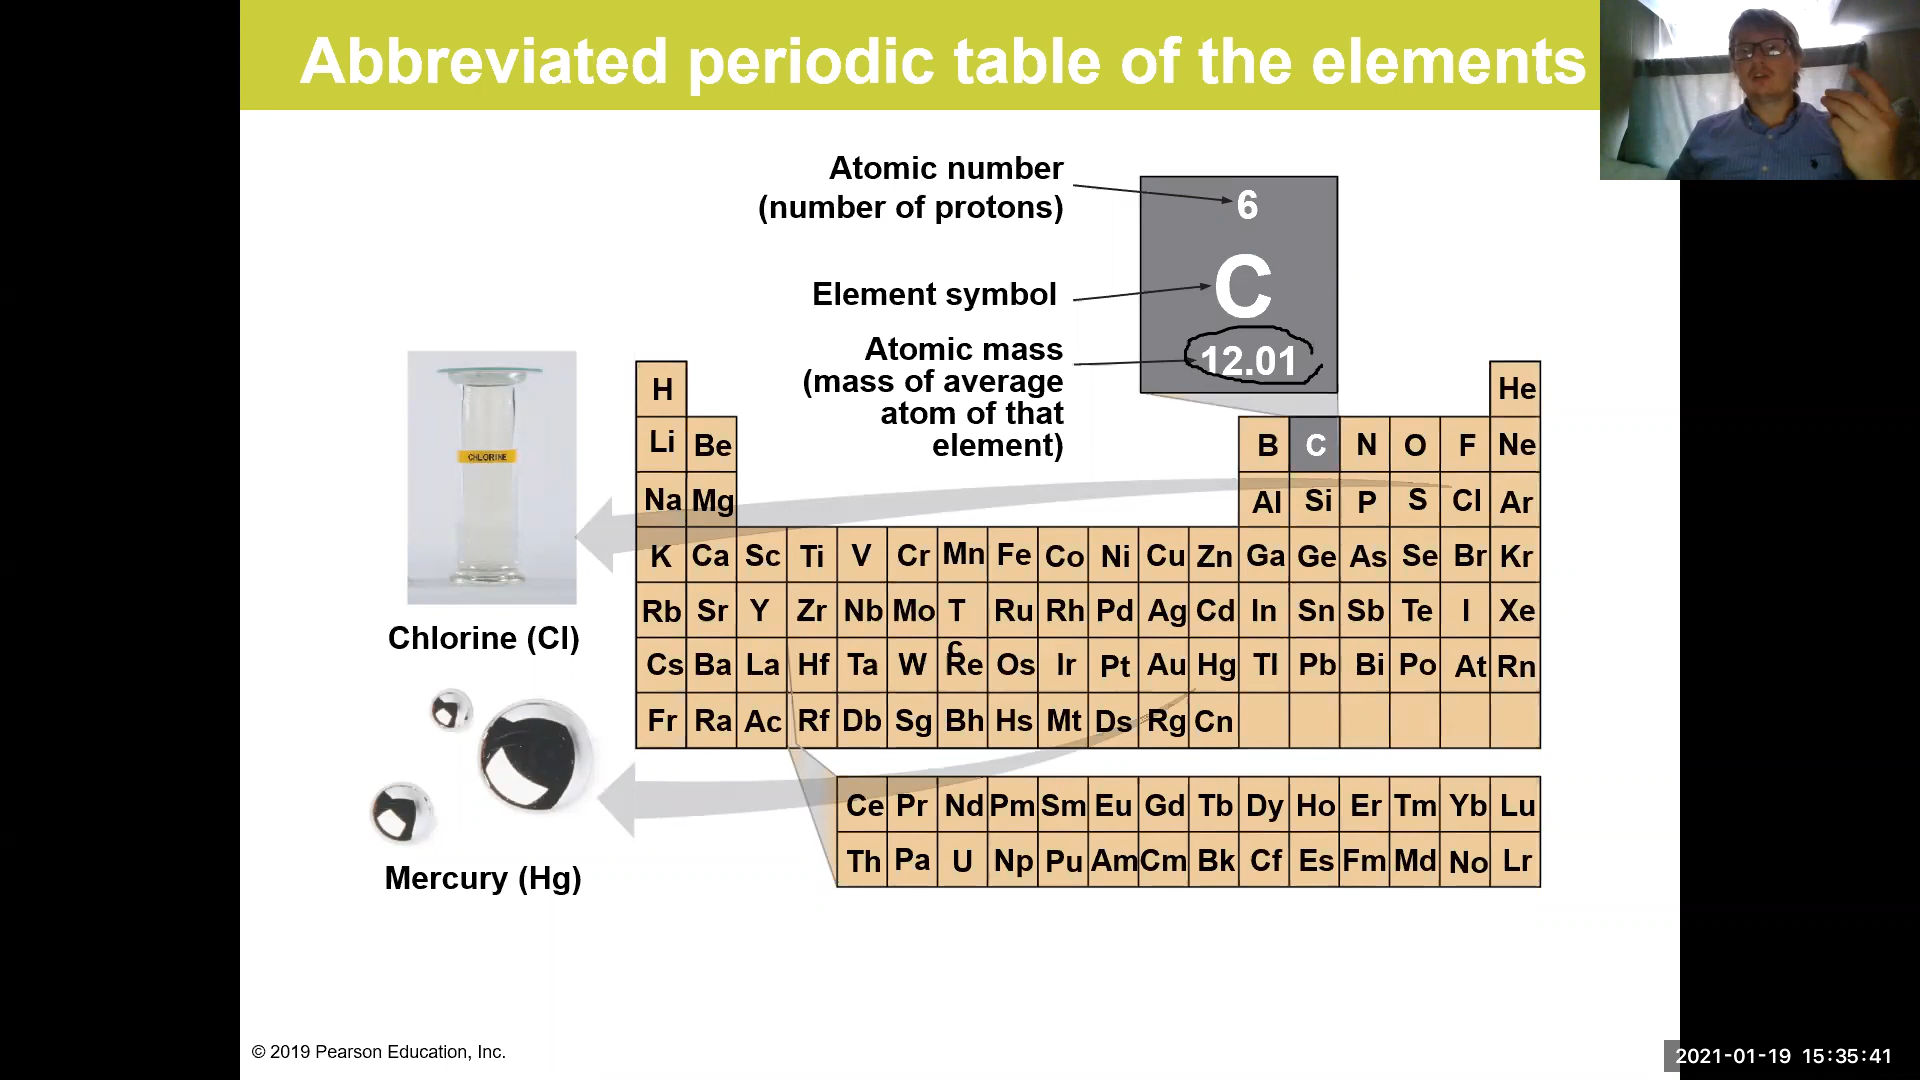 Abbreviated periodic table of the elements
Atomic number
(number of protons)
6
Element symbol
C
Atomic mass
(mass of average
atom of that
element)
12.01
CHLORINE
Chlorine (Cl)
Mercury (Hg)
H He
Li Be B C N O F Ne
Na Mg Al Si P S Cl Ar
K Ca Sc Ti V Cr Mn Fe Co Ni Cu Zn Ga Ge As Se Br Kr
Rb Sr Y Zr Nb Mo T Ru Rh Pd Ag Cd In Sn Sb Te I Xe
c
Cs Ba La Hf Ta W Re Os Ir Pt Au Hg Tl Pb Bi Po At Rn
Fr Ra Ac Rf Db Sg Bh Hs Mt Ds Rg Cn
Ce Pr Nd Pm Sm Eu Gd Tb Dy Ho Er Tm Yb Lu
Th Pa U Np Pu Am Cm Bk Cf Es Fm Md No Lr
© 2019 Pearson Education, Inc.
2021-01-19 15:35:41